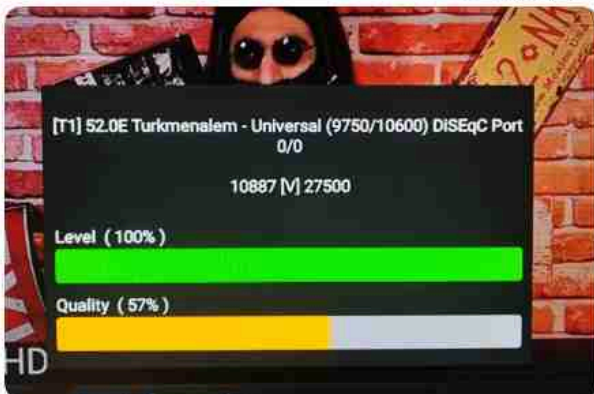 [T1] 52.0E Turkmenalem - Universal (9750/10600) DiSEqC Port
0/0
10887 [V] 27500
Level ( 100% )
Quality ( 57% )
HD